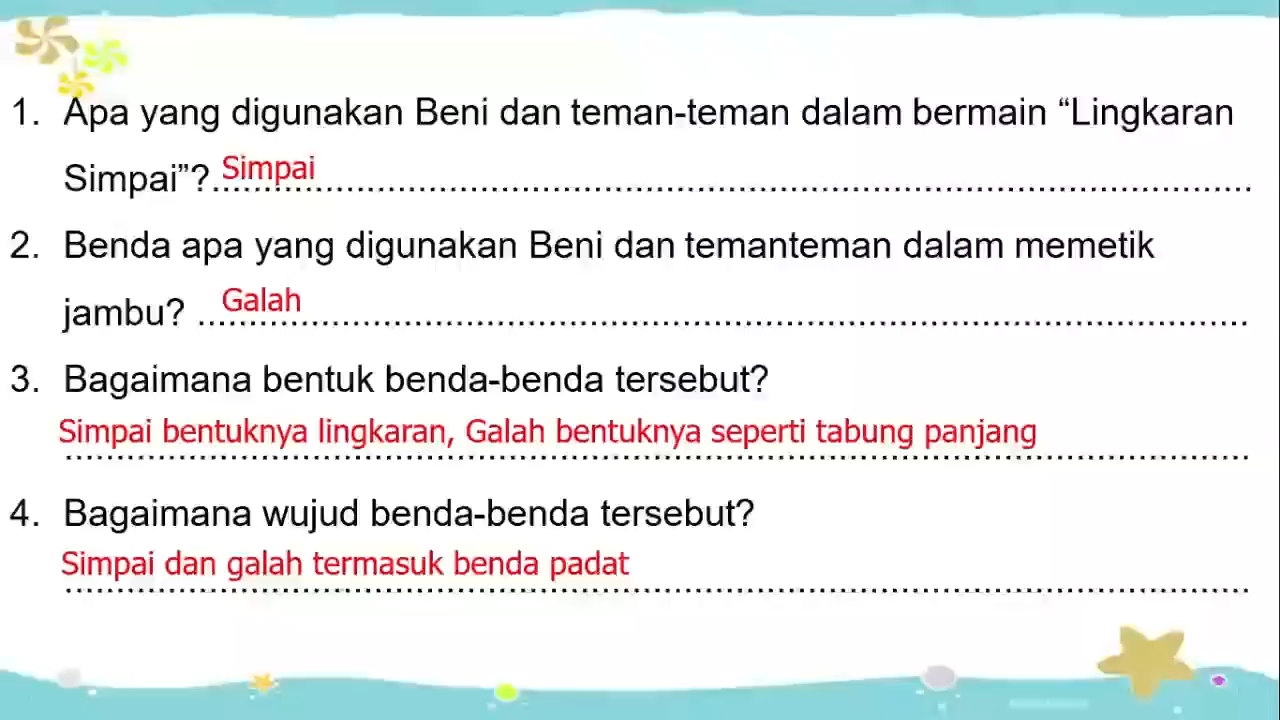 1. Apa yang digunakan Beni dan teman-teman dalam bermain “Lingkaran
Simpai”? Simpai
2. Benda apa yang digunakan Beni dan temanteman dalam memetik
jambu? Galah
3. Bagaimana bentuk benda-benda tersebut?
Simpai bentuknya lingkaran, Galah bentuknya seperti tabung panjang
4. Bagaimana wujud benda-benda tersebut?
Simpai dan galah termasuk benda padat